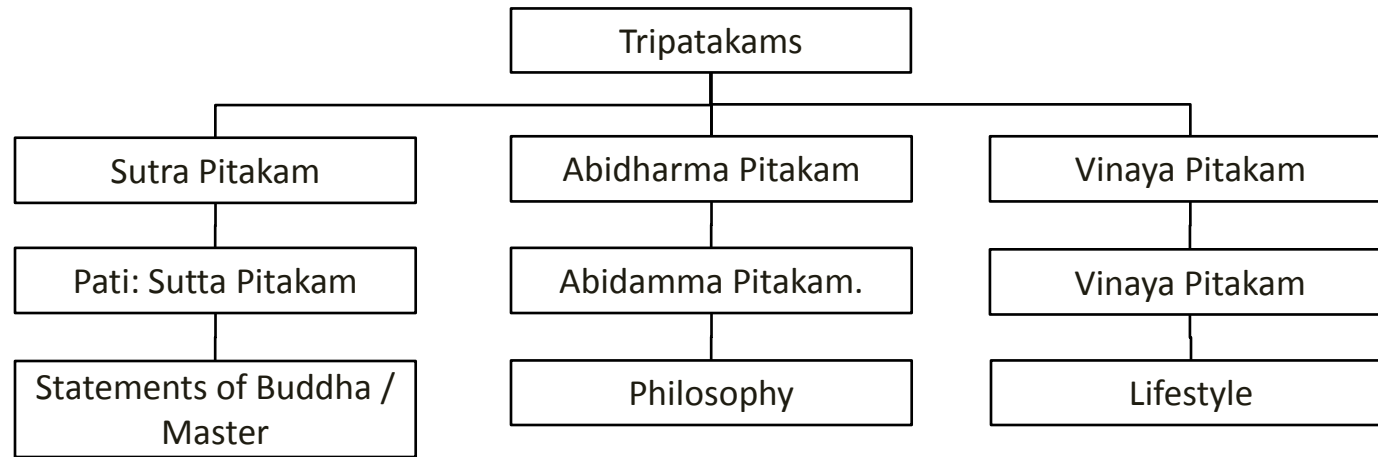 Tripatakams
Sutra Pitakam
Abidharma Pitakam
Vinaya Pitakam
Pati: Sutta Pitakam
Abidamma Pitakam.
Vinaya Pitakam
Statements of Buddha /
Master
Philosophy
Lifestyle